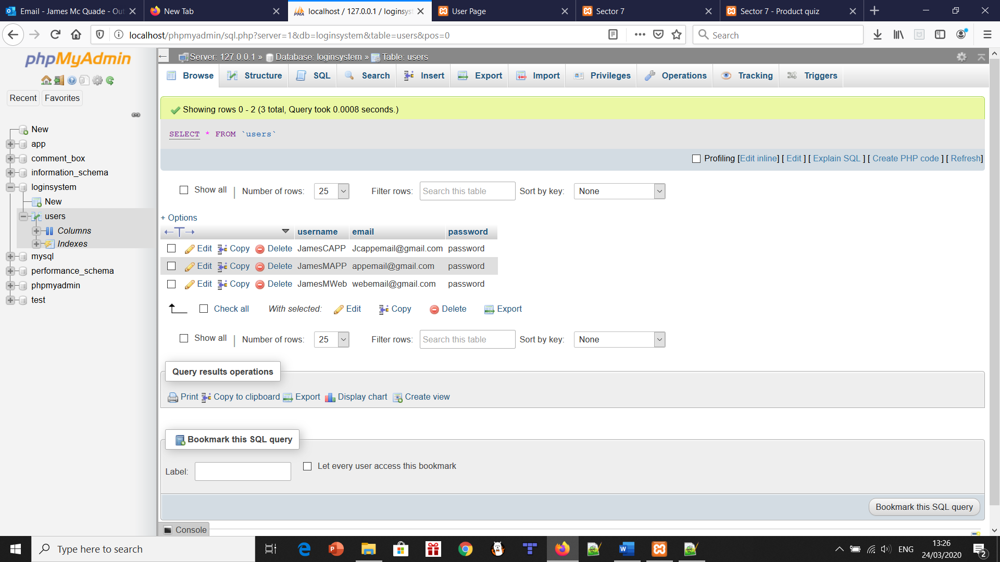 Email - James Mc Quade - Out
New Tab
localhost / 127.0.0.1 / loginsyst
User Page
Sector 7
Sector 7 - Product quiz
localhost/phpmyadmin/sql.php?server=1&db=loginsystem&table=users&pos=0
Search
phpMyAdmin
Recent
Favorites
New
app
comment_box
information_schema
loginsystem
New
users
Columns
Indexes
mysql
performance_schema
phpmyadmin
test
Server: 127.0.0.1 » Database: loginsystem » Table: users
Browse
Structure
SQL
Search
Insert
Export
Import
Privileges
Operations
Tracking
Triggers
Showing rows 0 - 2 (3 total, Query took 0.0008 seconds.)
SELECT * FROM `users`
Profiling [Edit inline] [ Edit ] [ Explain SQL ] [ Create PHP code ] [ Refresh]
Show all | Number of rows: 25 Filter rows: Search this table Sort by key: None
+ Options
←T→ username email password
Edit Copy Delete JamesCAPP Jcappemail@gmail.com password
Edit Copy Delete JamesMAPP appemail@gmail.com password
Edit Copy Delete JamesMWeb webemail@gmail.com password
Check all With selected: Edit Copy Delete Export
Show all | Number of rows: 25 Filter rows: Search this table Sort by key: None
Query results operations
Print Copy to clipboard Export Display chart Create view
Bookmark this SQL query
Label:
Let every user access this bookmark
Bookmark this SQL query
Console
Type here to search
ENG
13:26
24/03/2020
2